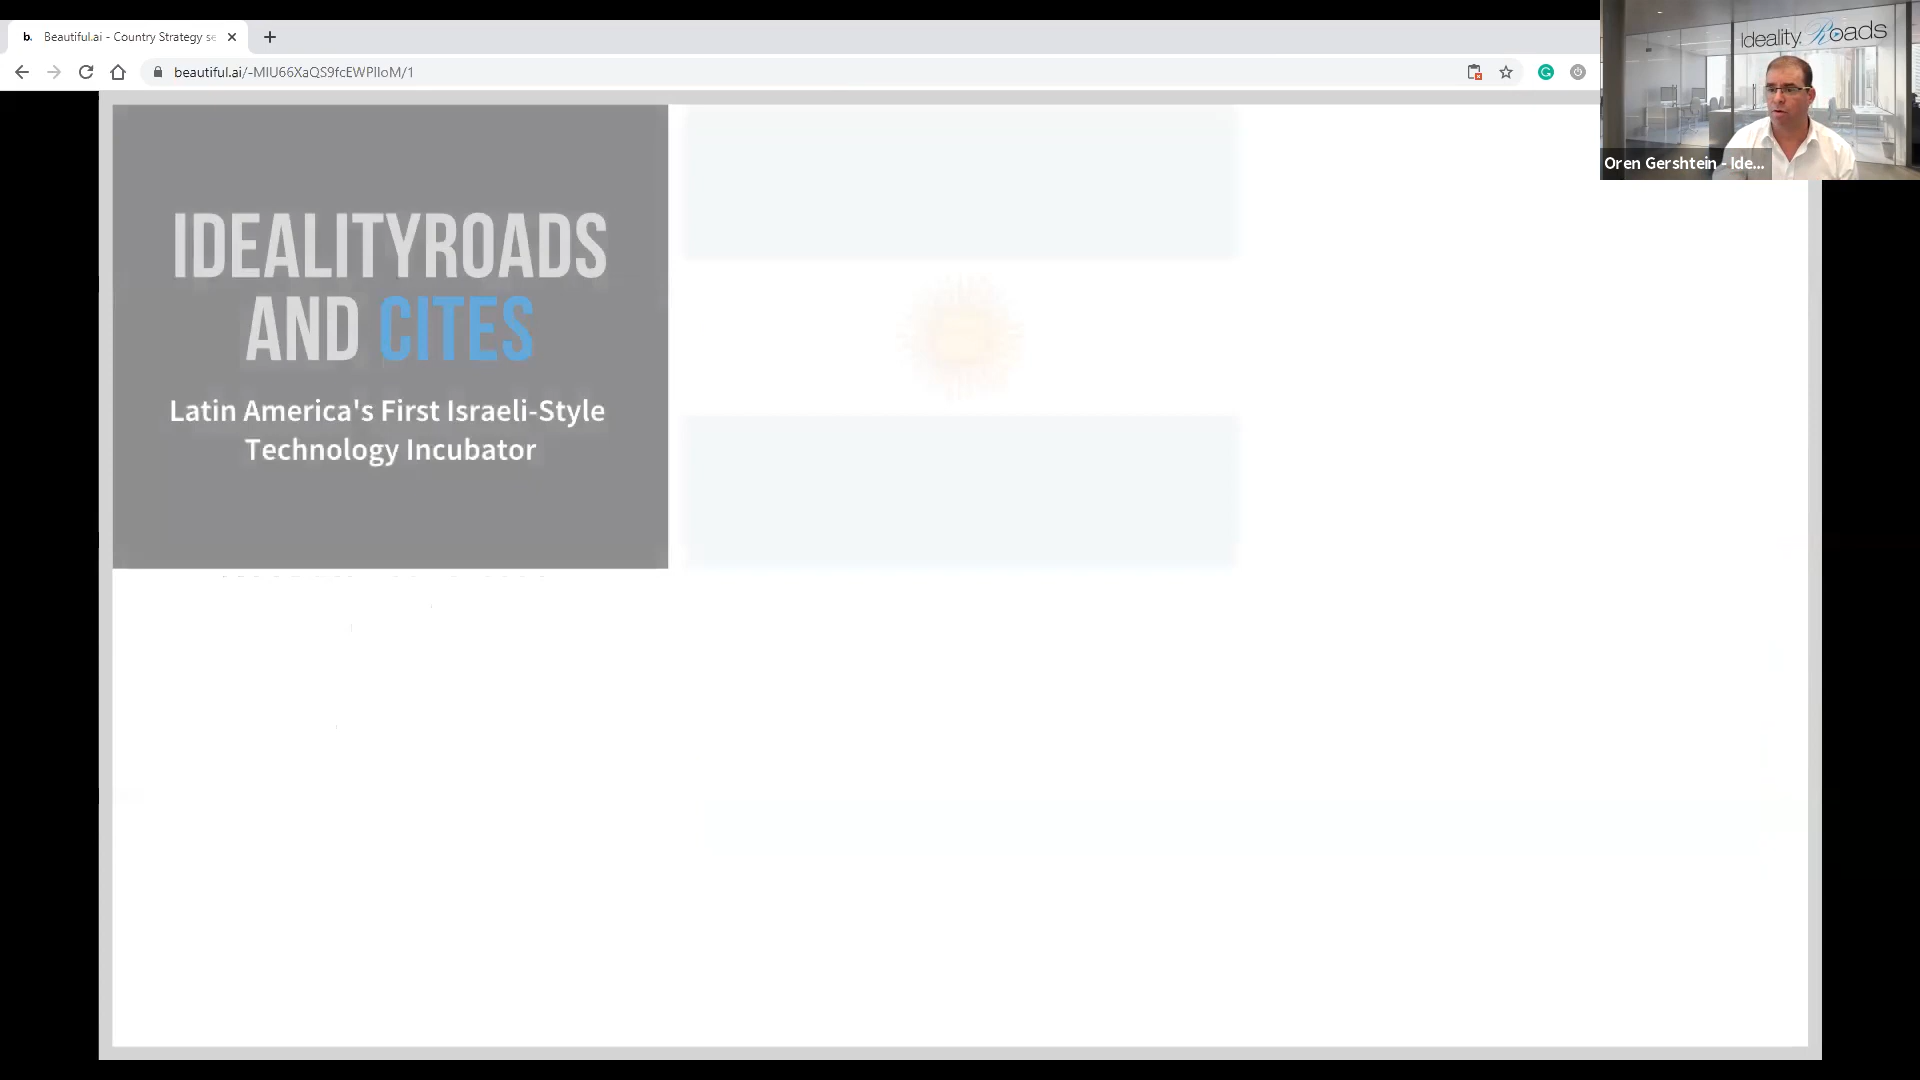 b. Beautiful.ai - Country Strategy se
beautiful.ai/-MIU66XaQS9fcEWPIIoM/1
Ideality Roads
Oren Gershtein - Ide...
IDEALITYROADS
AND CITES
Latin America's First Israeli-Style
Technology Incubator